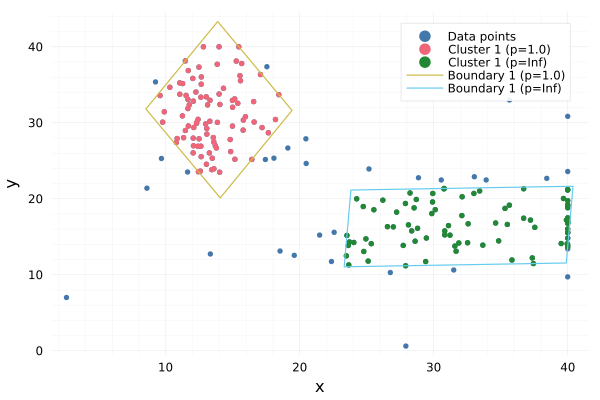 Data points
Cluster 1 (p=1.0)
Cluster 1 (p=Inf)
Boundary 1 (p=1.0)
Boundary 1 (p=Inf)
40
30
20
10
0
y
10
20
30
40
x